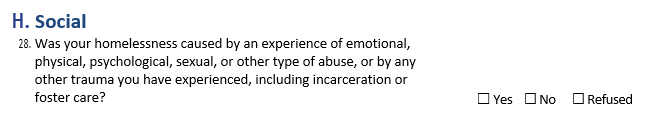 H. Social
28. Was your homelessness caused by an experience of emotional,
physical, psychological, sexual, or other type of abuse, or by any
other trauma you have experienced, including incarceration or
foster care? ☐ Yes ☐ No ☐ Refused